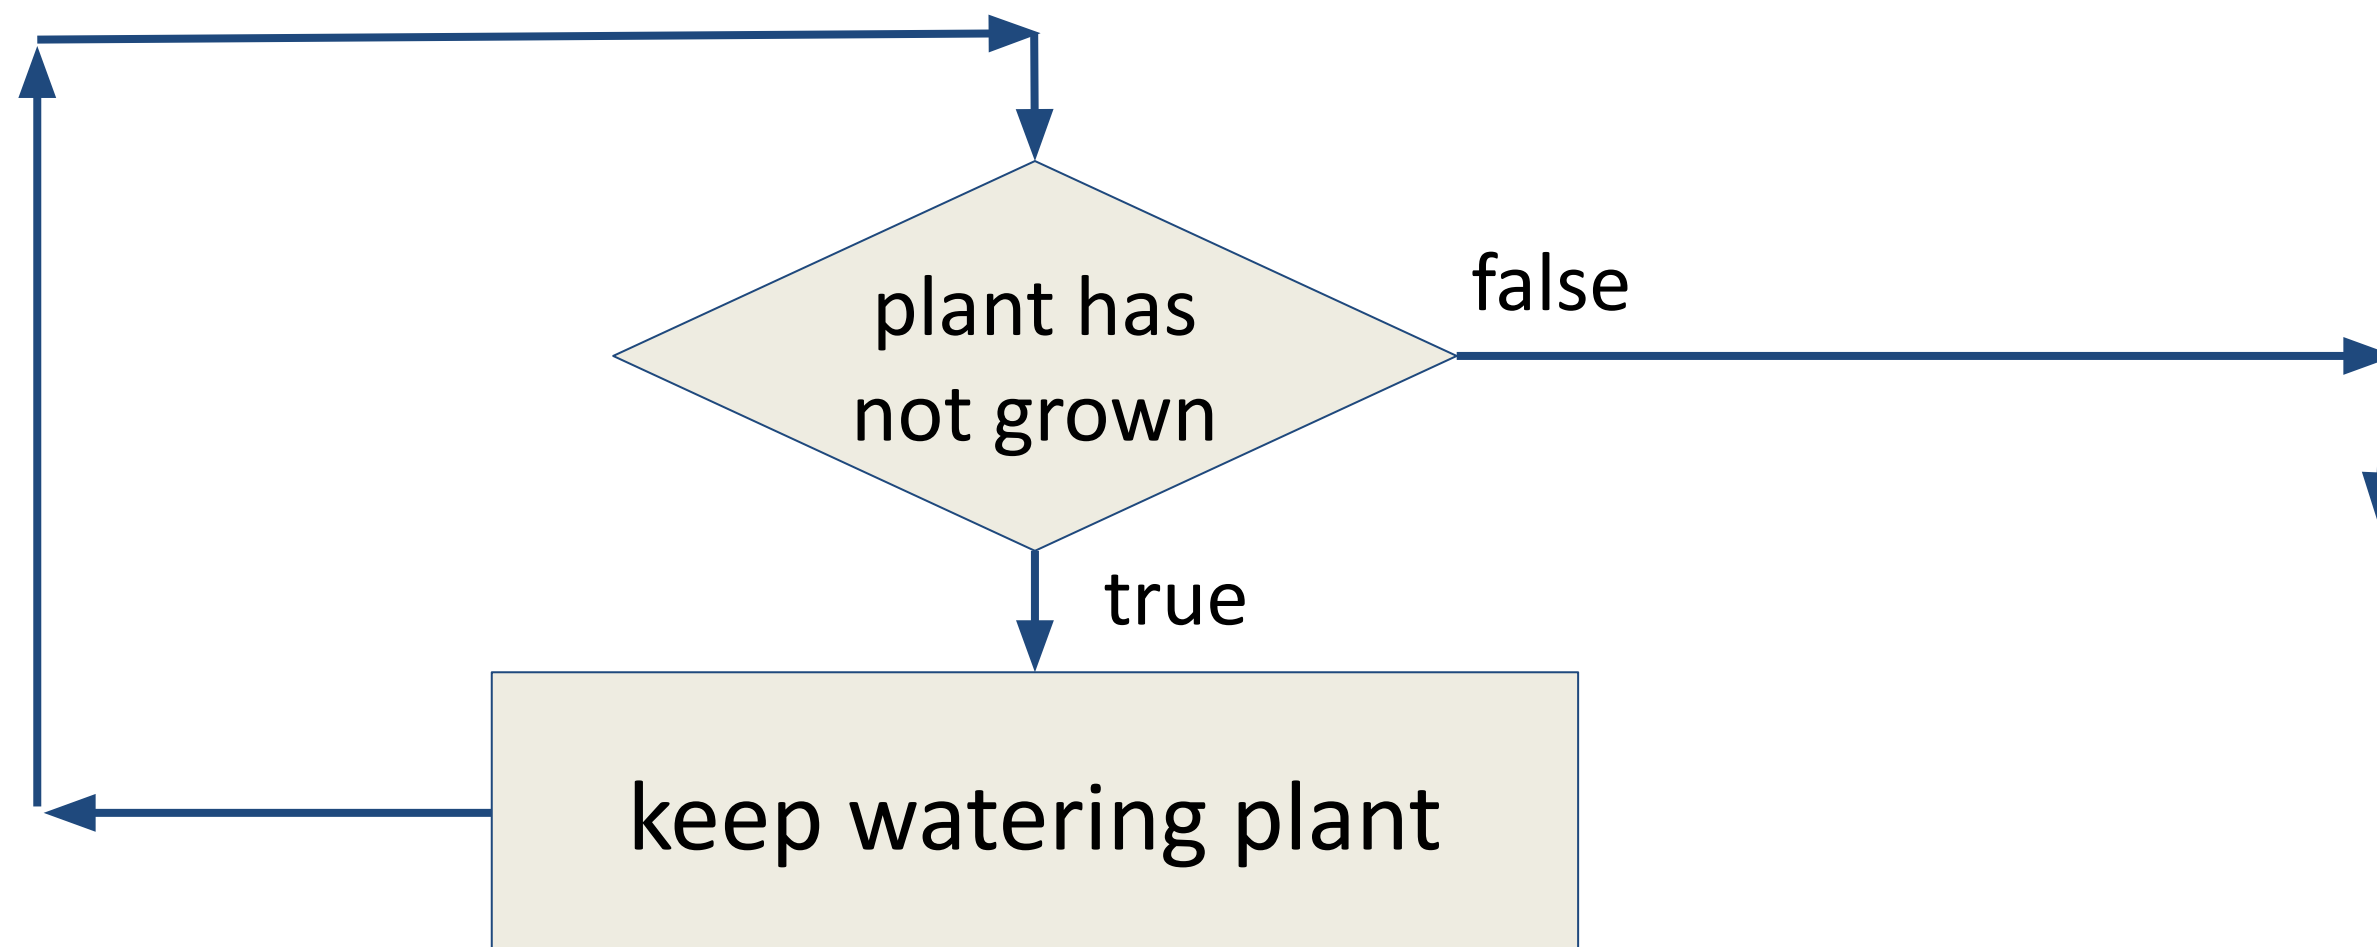 plant has
not grown
false
true
keep watering plant